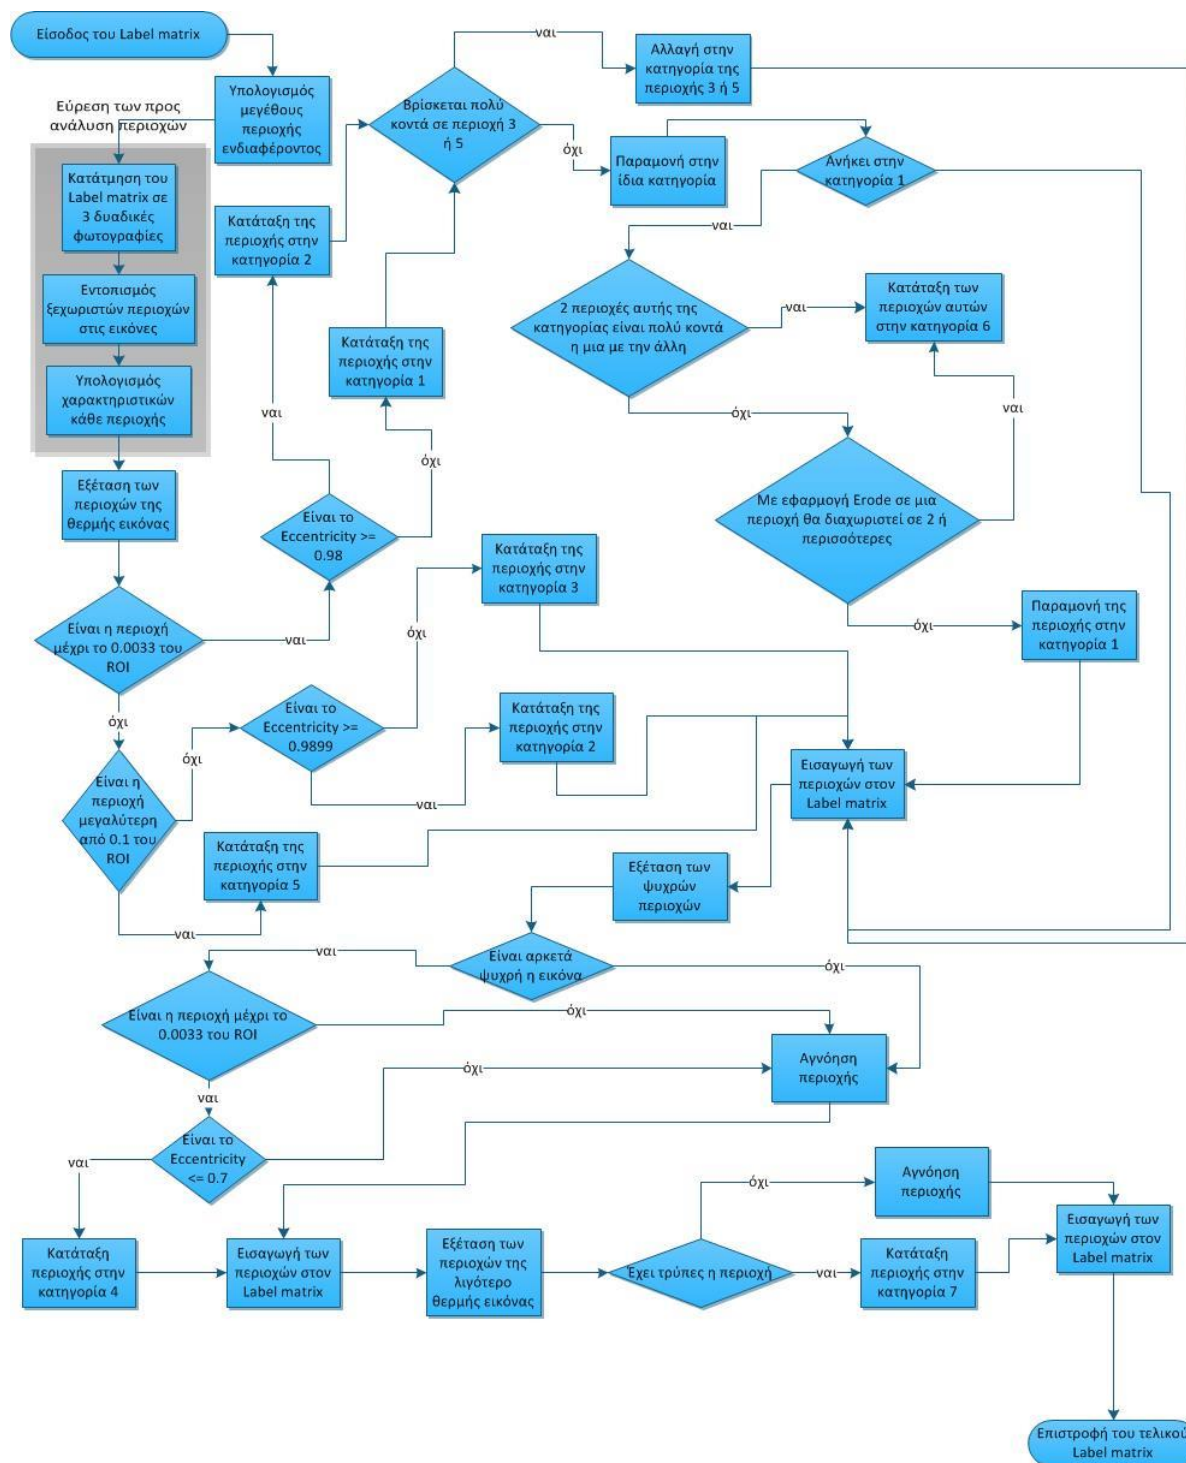 Είσοδος του Label matrix
Υπολογισμός
μεγέθους
περιοχής
ενδιαφέροντος
Εύρεση των προς
ανάλυση περιοχών
Κατάτμηση του
Label matrix σε
3 δυαδικές
φωτογραφίες
Εντοπισμός
ξεχωριστών περιοχών
στις εικόνες
Υπολογισμός
χαρακτηριστικών
κάθε περιοχής
Εξέταση των
περιοχών της
θερμής εικόνας
Είναι η περιοχή
μέχρι το 0.0033 του
ROI
ναι
όχι
Είναι το
Eccentricity >=
0.98
ναι
όχι
Κατάταξη της
περιοχής στην
κατηγορία 2
Κατάταξη της
περιοχής στην
κατηγορία 1
Βρίσκεται πολύ
κοντά σε περιοχή 3
ή 5
ναι
όχι
Αλλαγή στην
κατηγορία της
περιοχής 3 ή 5
Παραμονή στην
ίδια κατηγορία
Ανήκει στην
κατηγορία 1
ναι
2 περιοχές αυτής της
κατηγορίας είναι πολύ κοντά
η μια με την άλλη
ναι
όχι
Κατάταξη των
περιοχών αυτών
στην κατηγορία 6
Με εφαρμογή Erode σε μια
περιοχή θα διαχωριστεί σε 2 ή
περισσότερες
ναι
όχι
Παραμονή της
περιοχής στην
κατηγορία 1
Είναι η
περιοχή
μεγαλύτερη
από 0.1 του
ROI
όχι
ναι
Είναι το
Eccentricity >=
0.9899
όχι
ναι
Κατάταξη της
περιοχής στην
κατηγορία 3
Κατάταξη της
περιοχής στην
κατηγορία 2
Κατάταξη της
περιοχής στην
κατηγορία 5
Εισαγωγή των
περιοχών στον
Label matrix
Εξέταση των
ψυχρών
περιοχών
Είναι αρκετά
ψυχρή η εικόνα
ναι
όχι
Είναι η περιοχή μέχρι το
0.0033 του ROI
όχι
ναι
Αγνόηση
περιοχής
Είναι το
Eccentricity
<= 0.7
όχι
ναι
Κατάταξη
περιοχής στην
κατηγορία 4
Εισαγωγή των
περιοχών στον
Label matrix
Εξέταση των
περιοχών της
λιγότερο
θερμής εικόνας
Έχει τρύπες η περιοχή
όχι
ναι
Αγνόηση
περιοχής
Κατάταξη
περιοχής στην
κατηγορία 7
Εισαγωγή των
περιοχών στον
Label matrix
Επιστροφή του τελικού
Label matrix